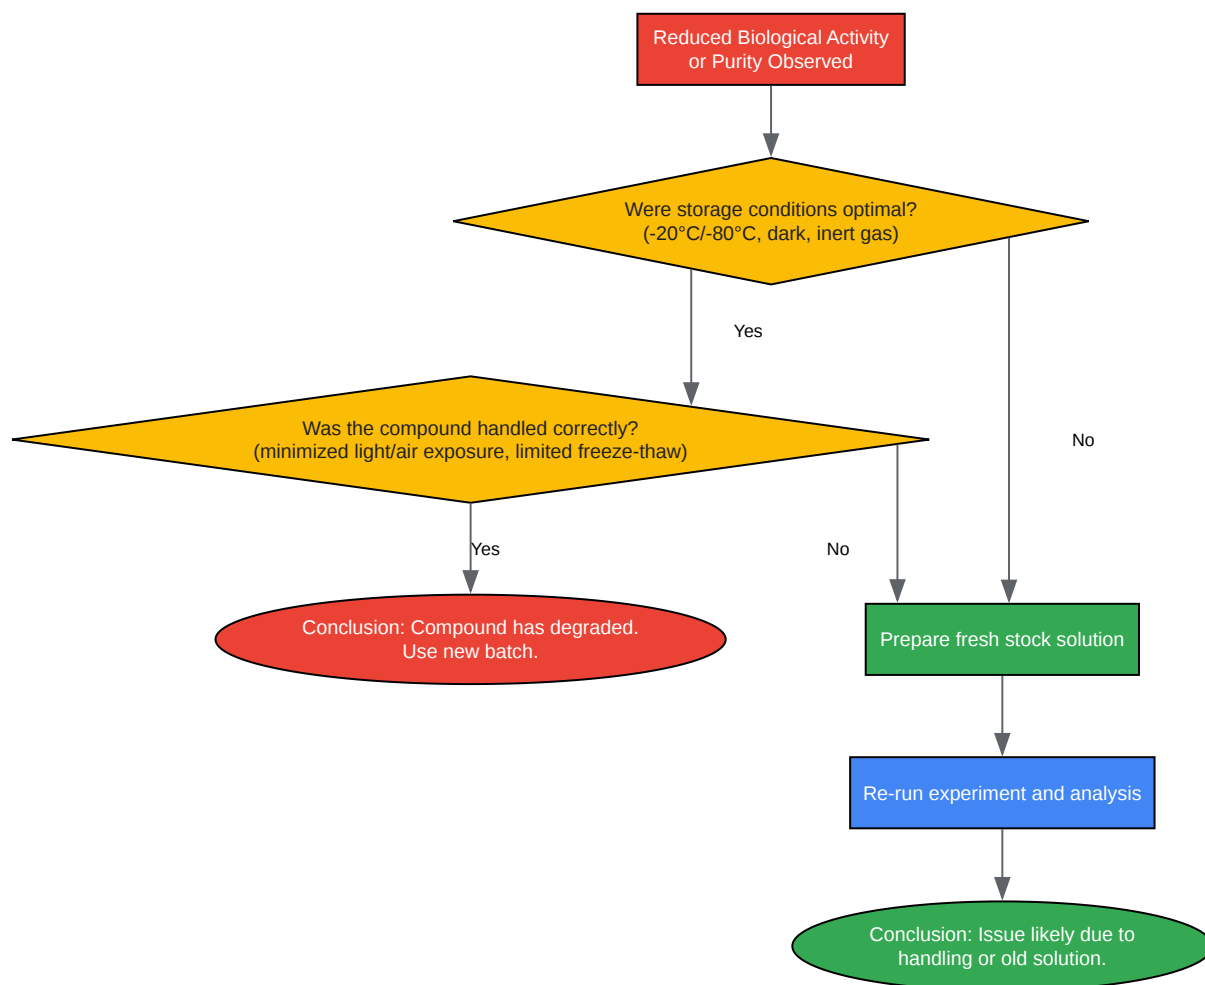 Reduced Biological Activity
or Purity Observed
Were storage conditions optimal?
(-20°C/-80°C, dark, inert gas)
Yes
No
Was the compound handled correctly?
(minimized light/air exposure, limited freeze-thaw)
Yes
No
Conclusion: Compound has degraded.
Use new batch.
Prepare fresh stock solution
Re-run experiment and analysis
Conclusion: Issue likely due to
handling or old solution.